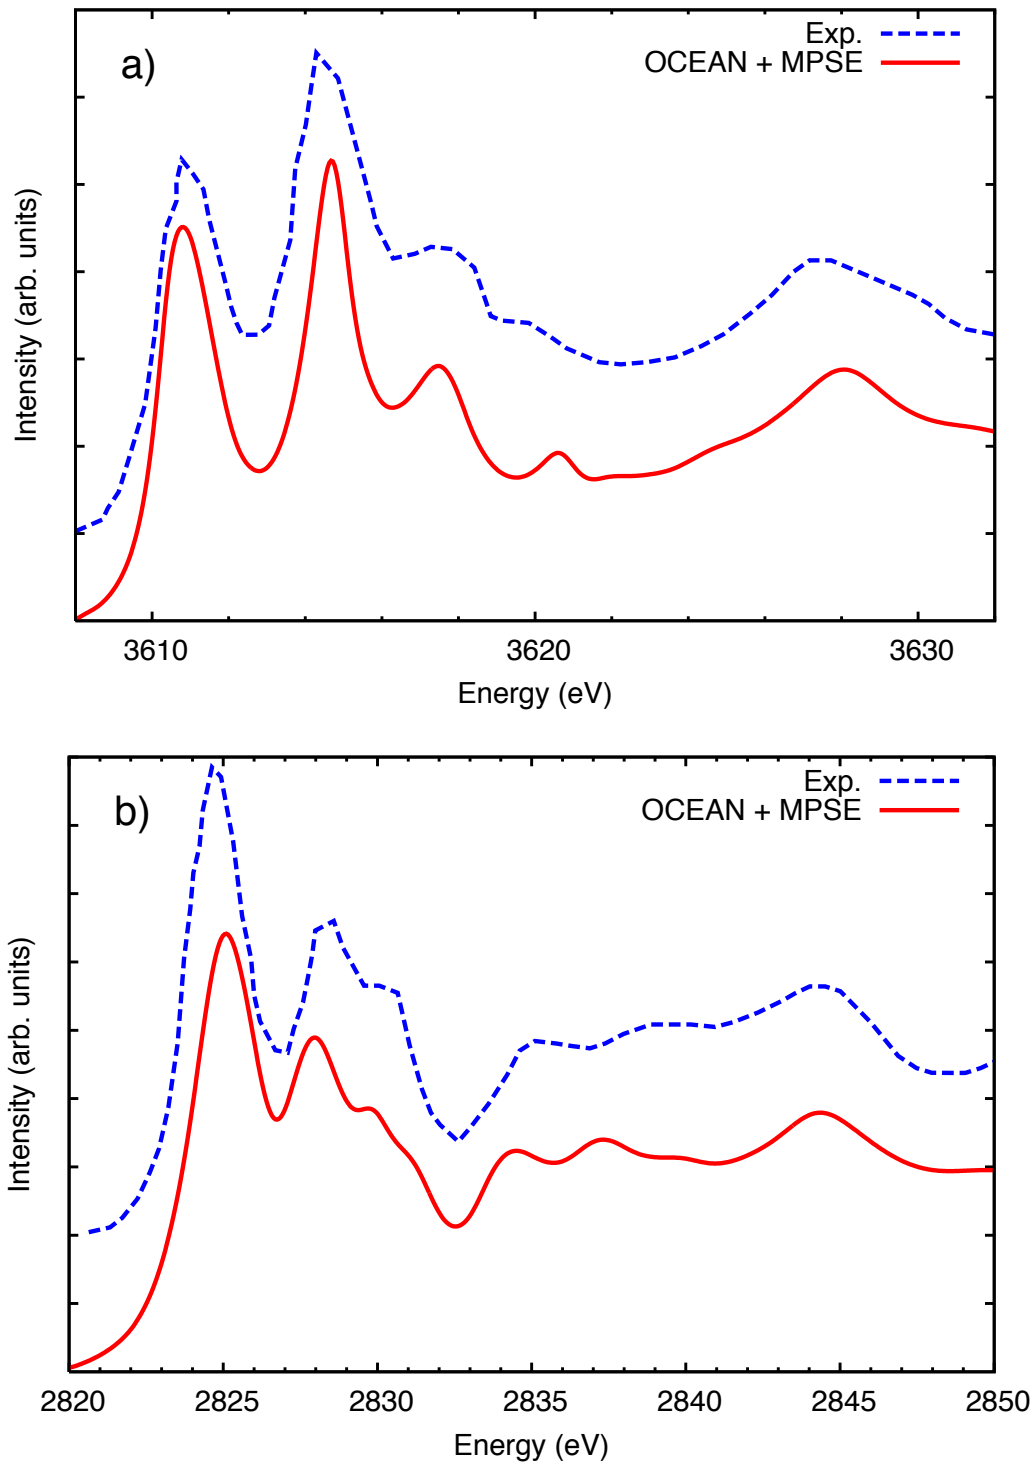 a)
Exp.
OCEAN + MPSE
Intensity (arb. units)
3610
3620
3630
Energy (eV)
b)
Exp.
OCEAN + MPSE
Intensity (arb. units)
2820
2825
2830
2835
2840
2845
2850
Energy (eV)